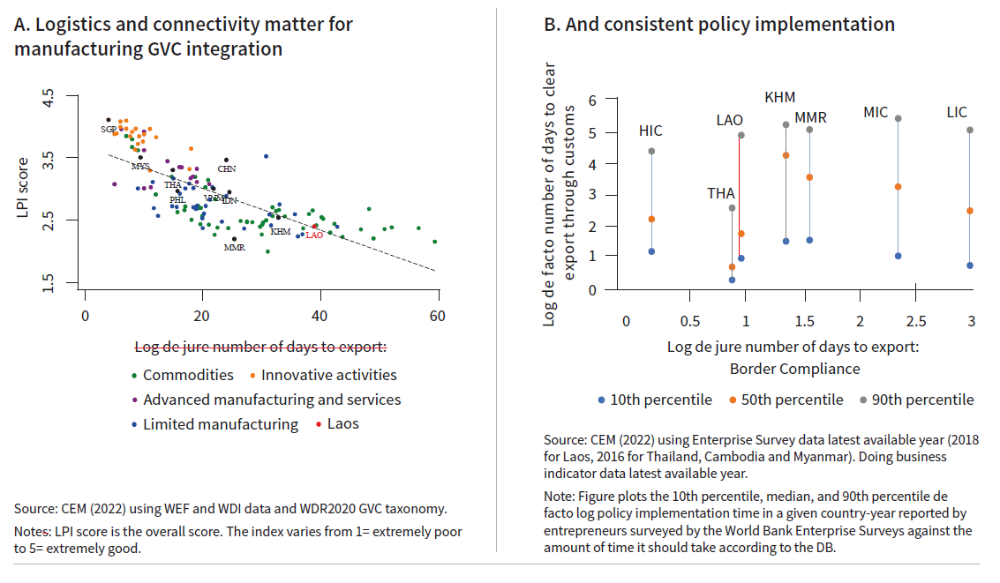 A. Logistics and connectivity matter for
manufacturing GVC integration
LPI score
4.5
3.5
2.5
1.5
SGP
MYS
CHN
THA
PHL
VNM
IDN
KHM
LAO
MMR
0 20 40 60
Log de jure number of days to export:
Commodities Innovative activities
Advanced manufacturing and services
Limited manufacturing Laos
Source: CEM (2022) using WEF and WDI data and WDR2020 GVC taxonomy.
Notes: LPI score is the overall score. The index varies from 1= extremely poor
to 5= extremely good.
B. And consistent policy implementation
Log de facto number of days to clear
export through customs
6
5
4
3
2
1
0
HIC
THA
LAO
KHM
MMR
MIC
LIC
0 0.5 1 1.5 2 2.5 3
Log de jure number of days to export:
Border Compliance
10th percentile 50th percentile 90th percentile
Source: CEM (2022) using Enterprise Survey data latest available year (2018
for Laos, 2016 for Thailand, Cambodia and Myanmar). Doing business
indicator data latest available year.
Note: Figure plots the 10th percentile, median, and 90th percentile de
facto log policy implementation time in a given country-year reported by
entrepreneurs surveyed by the World Bank Enterprise Surveys against the
amount of time it should take according to the DB.